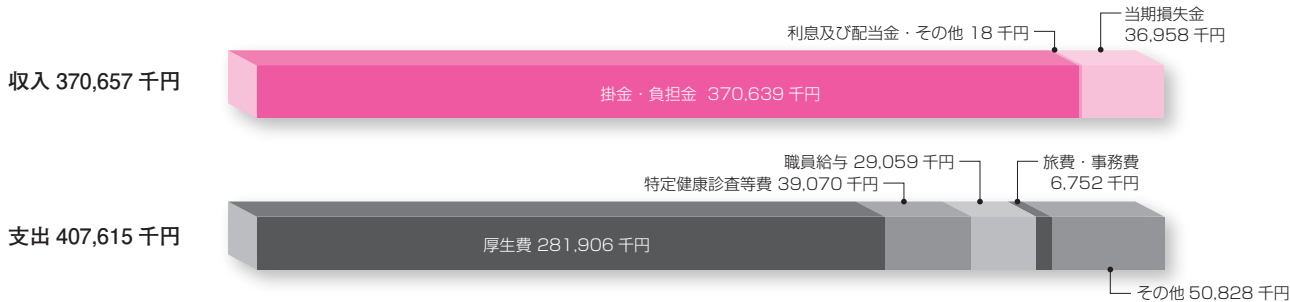 当期損失金
36,958 千円
利息及び配当金・その他 18 千円
収入 370,657 千円
掛金・負担金 370,639 千円
職員給与 29,059 千円
旅費・事務費
6,752 千円
特定健康診査等費 39,070 千円
支出 407,615 千円
厚生費 281,906 千円
その他 50,828 千円